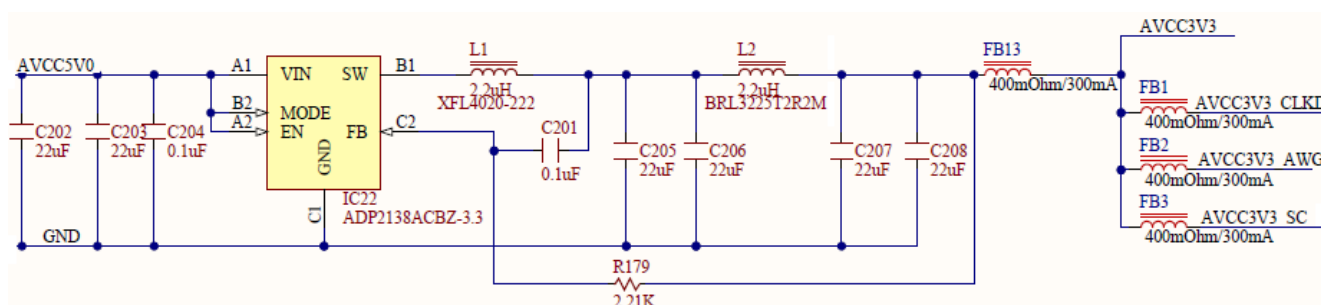 AVCC5V0
C202
22uF
C203
22uF
C204
0.1uF
A1
B2
A2
VIN
SW
MODE
EN
FB
GND
C1
IC22
ADP2138ACBZ-3.3
B1
C2
L1
2.2uH
XFL4020-222
C201
0.1uF
C205
22uF
C206
22uF
L2
2.2uH
BRL3225T2R2M
C207
22uF
C208
22uF
FB13
400mOhm/300mA
AVCC3V3
FB1
AVCC3V3_CLKD
400mOhm/300mA
FB2
AVCC3V3_AWG
400mOhm/300mA
FB3
AVCC3V3_SC
400mOhm/300mA
GND
R179
2.21K